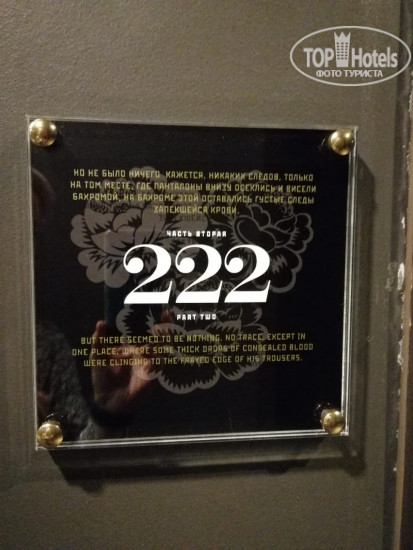 TOP Hotels
ФОТО ТУРИСТА
НО НЕ БЫЛО НИЧЕГО, КАЖЕТСЯ, НИКАКИХ СЛЕДОВ, ТОЛЬКО
НА ТОМ МЕСТЕ, ГДЕ ПАНТАЛОНЫ ВНИЗУ ОСЕКЛИСЬ И ВИСЕЛИ
БАХРОМОЙ, НА БАХРОМЕ ЭТОЙ ОСТАВАЛИСЬ ГУСТЫЕ СЛЕДЫ
ЗАПЕКШЕЙСЯ КРОВИ.
ЧАСТЬ ВТОРАЯ
222
PART TWO
BUT THERE SEEMED TO BE NOTHING, NO TRACE, EXCEPT IN
ONE PLACE, WHERE SOME THICK DROPS OF CONGEALED BLOOD
WERE CLINGING TO THE FRAYED EDGE OF HIS TROUSERS.